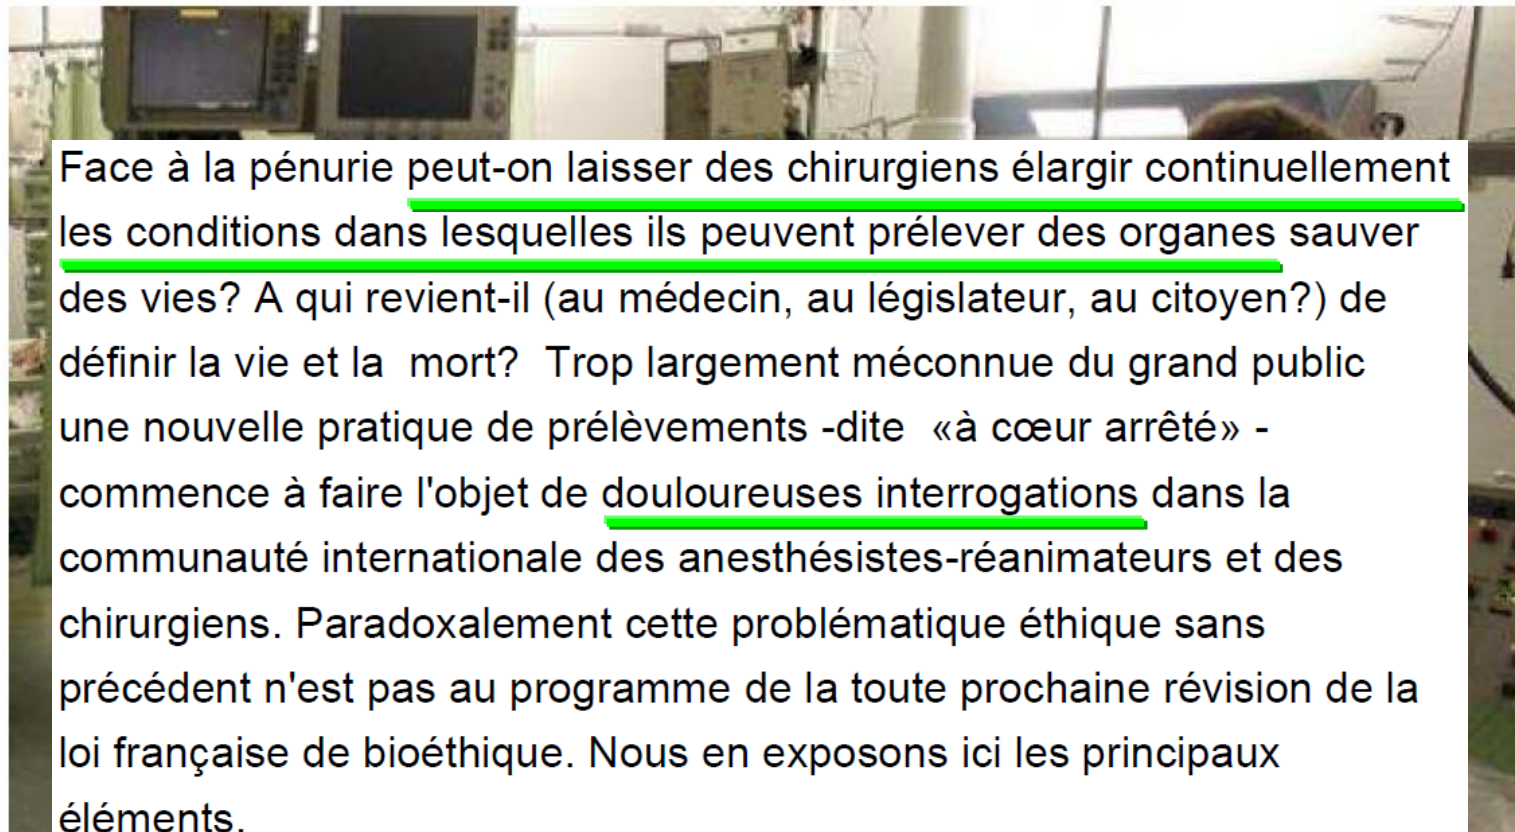 Face à la pénurie peut-on laisser des chirurgiens élargir continuellement
les conditions dans lesquelles ils peuvent prélever des organes sauver
des vies? A qui revient-il (au médecin, au législateur, au citoyen?) de
définir la vie et la  mort?  Trop largement méconnue du grand public
une nouvelle pratique de prélèvements -dite  «à cœur arrêté» -
commence à faire l'objet de douloureuses interrogations dans la
communauté internationale des anesthésistes-réanimateurs et des
chirurgiens. Paradoxalement cette problématique éthique sans
précédent n'est pas au programme de la toute prochaine révision de la
loi française de bioéthique. Nous en exposons ici les principaux
éléments.